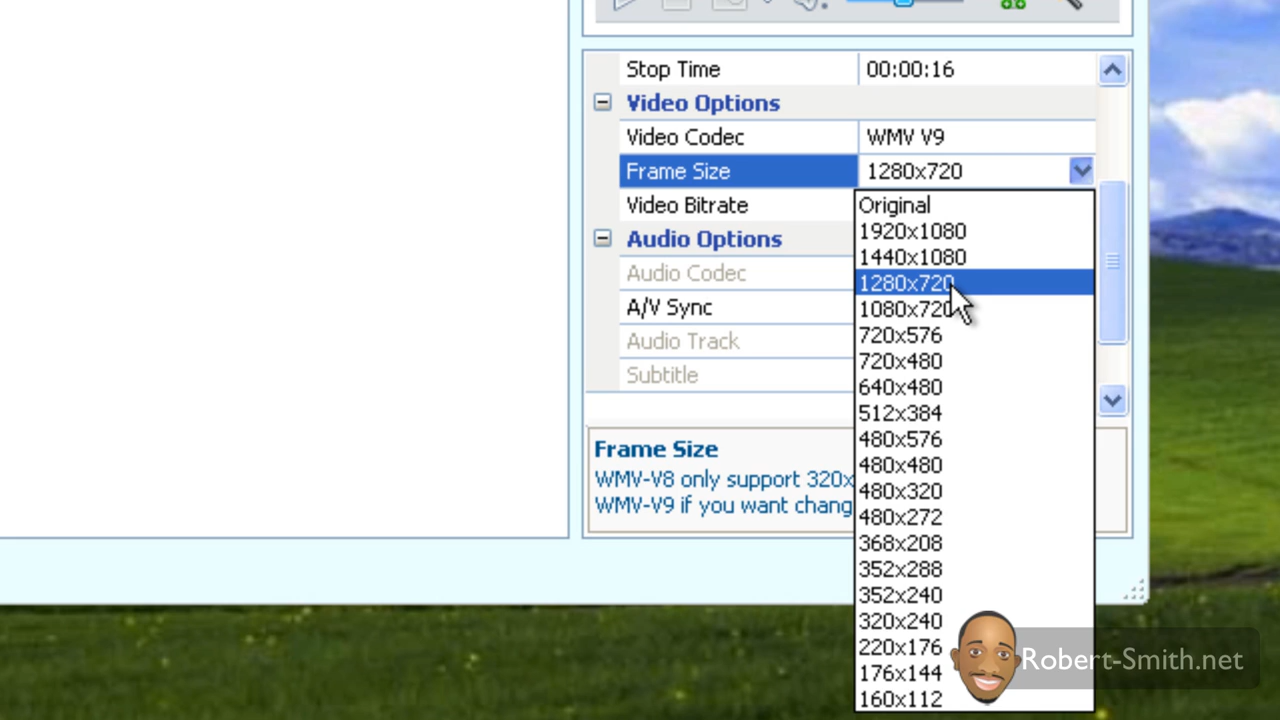 Stop Time 00:00:16
Video Options
Video Codec WMV V9
Frame Size 1280x720
Video Bitrate
Audio Options
Audio Codec
A/V Sync
Audio Track
Subtitle
Original
1920x1080
1440x1080
1280x720
1080x720
720x576
720x480
640x480
512x384
480x576
480x480
480x320
480x272
368x208
352x288
352x240
320x240
220x176
176x144
160x112
Frame Size
WMV-V8 only support 320x
WMV-V9 if you want chang
Robert-Smith.net